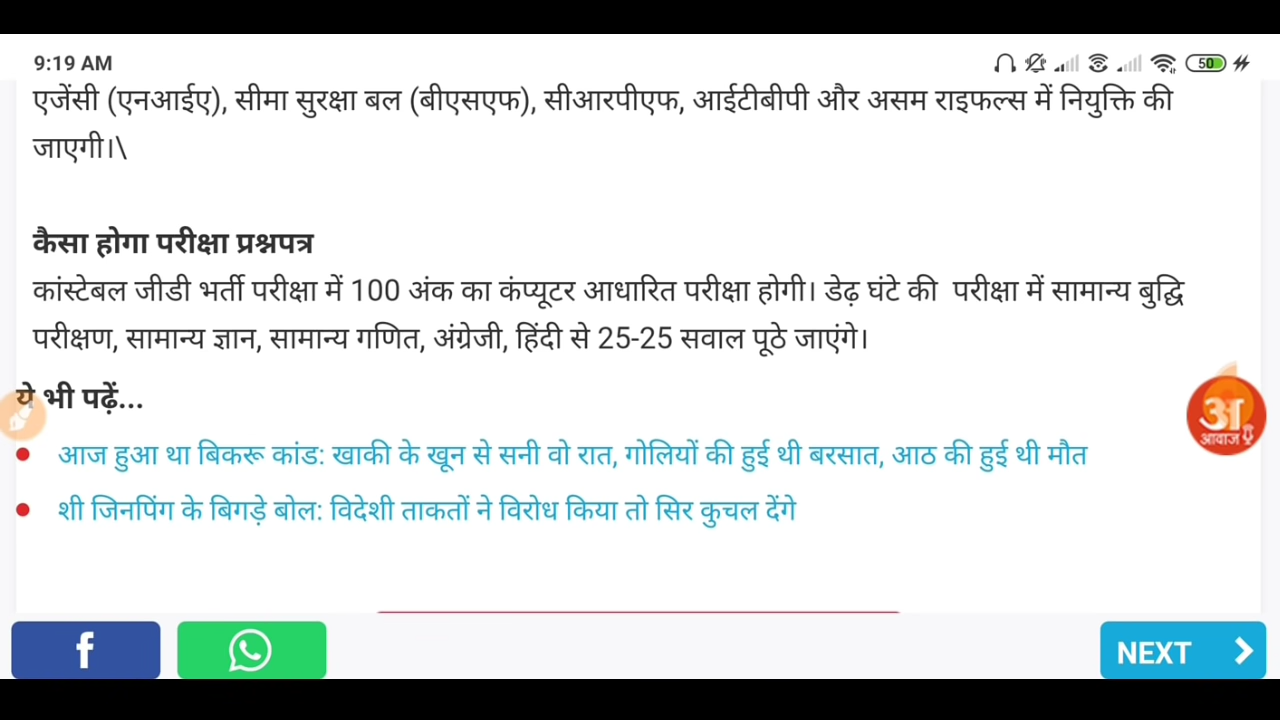 9:19 AM
50
एजेंसी (एनआईए), सीमा सुरक्षा बल (बीएसएफ), सीआरपीएफ, आईटीबीपी और असम राइफल्स में नियुक्ति की
जाएगी।\
कैसा होगा परीक्षा प्रश्नपत्र
कांस्टेबल जीडी भर्ती परीक्षा में 100 अंक का कंप्यूटर आधारित परीक्षा होगी। डेढ़ घंटे की परीक्षा में सामान्य बुद्धि
परीक्षण, सामान्य ज्ञान, सामान्य गणित, अंग्रेजी, हिंदी से 25-25 सवाल पूठे जाएंगे।
ये भी पढ़ें...
अ
आवाज
आज हुआ था बिकरू कांड: खाकी के खून से सनी वो रात, गोलियों की हुई थी बरसात, आठ की हुई थी मौत
शी जिनपिंग के बिगड़े बोल: विदेशी ताकतों ने विरोध किया तो सिर कुचल देंगे
f
NEXT